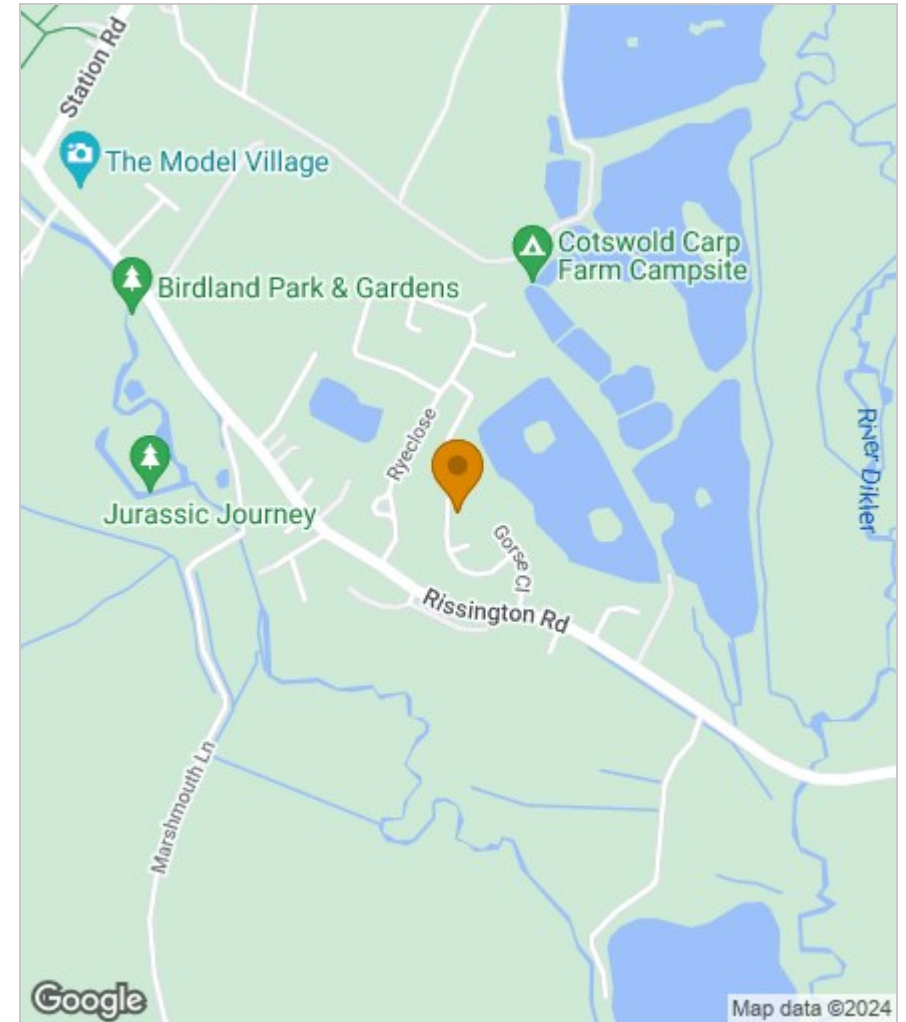 Station Rd
The Model Village
Cotswold Carp
Farm Campsite
Birdland Park & Gardens
Ryeclose
River Dikler
Jurassic Journey
Gorse Cl
Rissington Rd
Marshmouth Ln
Google
Map data ©2024